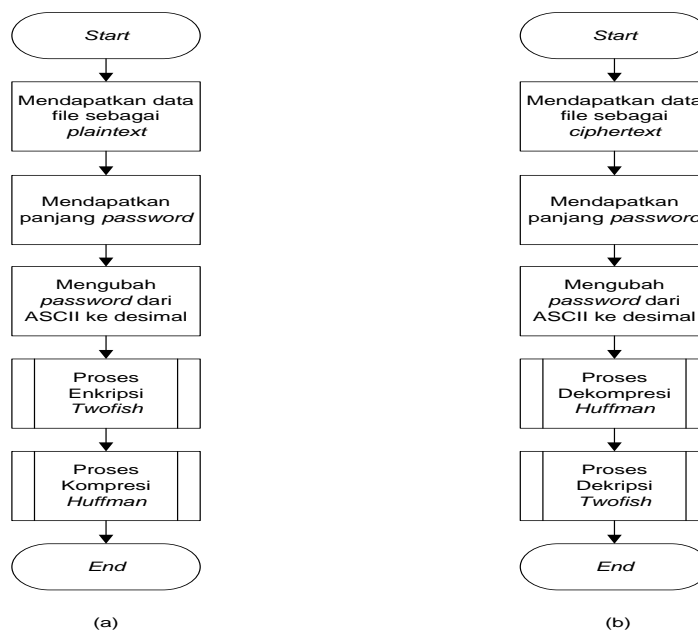 Start
Mendapatkan data
file sebagai
plaintext
Mendapatkan
panjang password
Mengubah
password dari
ASCII ke desimal
Proses
Enkripsi
Twofish
Proses
Kompresi
Huffman
End
(a)
Start
Mendapatkan data
file sebagai
ciphertext
Mendapatkan
panjang password
Mengubah
password dari
ASCII ke desimal
Proses
Dekompresi
Huffman
Proses
Dekripsi
Twofish
End
(b)